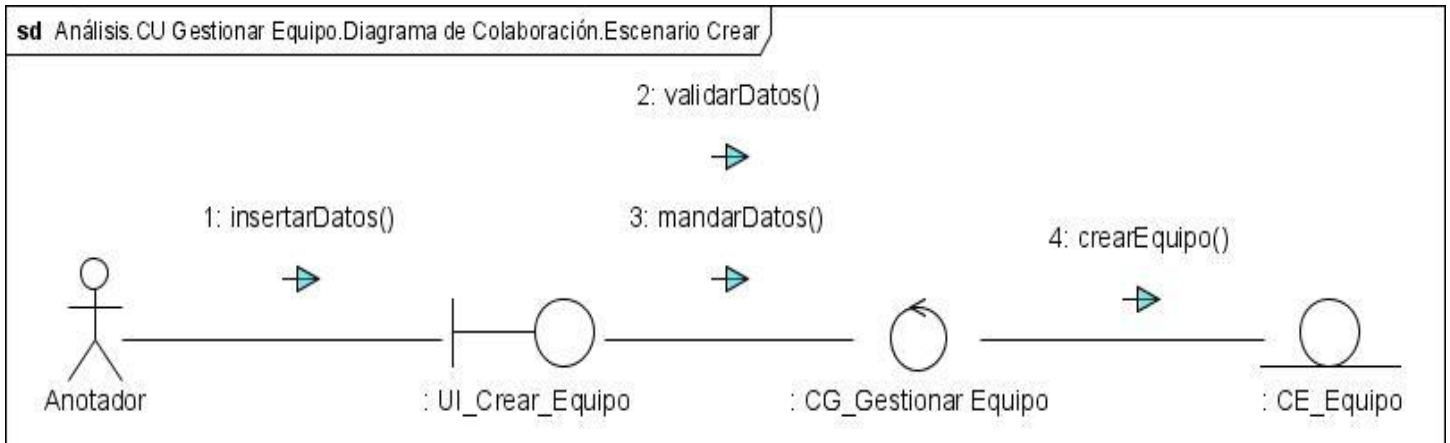 sd Análisis.CU Gestionar Equipo.Diagrama de Colaboración.Escenario Crear
2: validarDatos()
1: insertarDatos()
3: mandarDatos()
4: crearEquipo()
Anotador
: UI_Crear_Equipo
: CG_Gestionar Equipo
: CE_Equipo